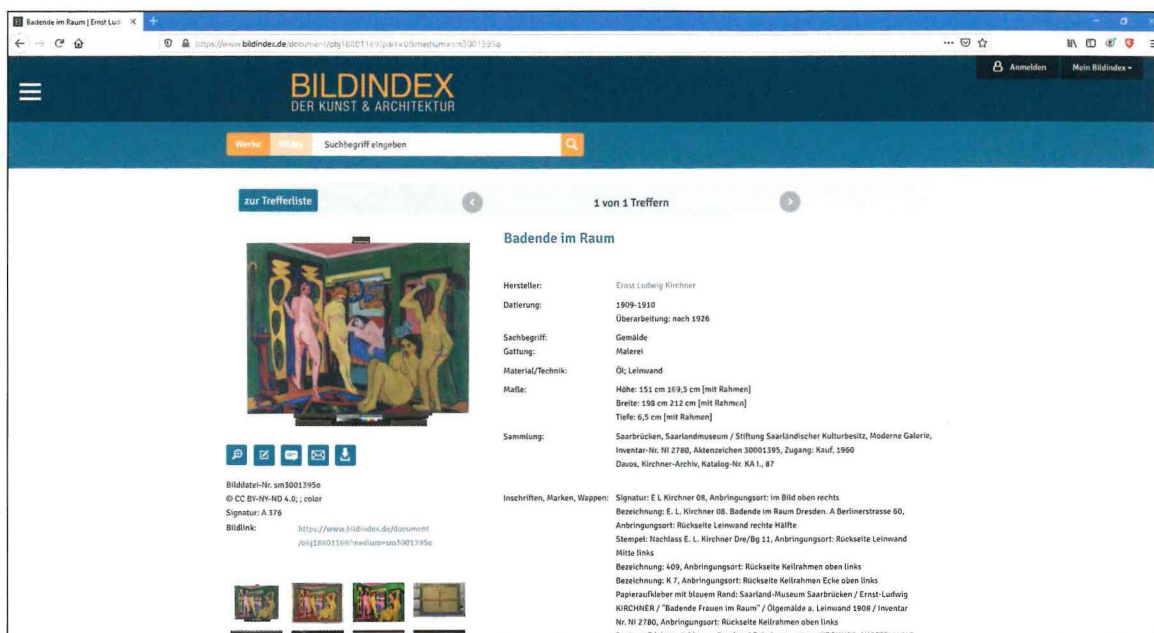 Badende im Raum | Ernst Lud
https://www.bildindex.de/document/obj18801169?part=0&medium=sm3001395o
Anmelden
Mein Bildindex
BILDINDEX
DER KUNST & ARCHITEKTUR
Werke
Bilder
Suchbegriff eingeben
zur Trefferliste
1 von 1 Treffern
Badende im Raum
Hersteller: Ernst Ludwig Kirchner
Datierung: 1909-1910
Überarbeitung: nach 1926
Sachbegriff: Gemälde
Gattung: Malerei
Material/Technik: Öl; Leinwand
Maße: Höhe: 151 cm 169,5 cm [mit Rahmen]
Breite: 198 cm 212 cm [mit Rahmen]
Tiefe: 6,5 cm [mit Rahmen]
Sammlung: Saarbrücken, Saarlandmuseum / Stiftung Saarländischer Kulturbesitz, Moderne Galerie,
Inventar-Nr. NI 2780, Aktenzeichen 30001395, Zugang: Kauf, 1960
Davos, Kirchner-Archiv, Katalog-Nr. KA I., 87
Bilddatei-Nr. sm3001395o
© CC BY-NY-ND 4.0; ; color
Signatur: A 376
Bildlink: https://www.bildindex.de/document
/obj18801169?medium=sm3001395o
Inschriften, Marken, Wappen: Signatur: E L Kirchner 08, Anbringungsort: im Bild oben rechts
Bezeichnung: E. L. Kirchner 08. Badende im Raum Dresden. A Berlinerstrasse 60,
Anbringungsort: Rückseite Leinwand rechte Hälfte
Stempel: Nachlass E. L. Kirchner Dre/Bg 11, Anbringungsort: Rückseite Leinwand
Mitte links
Bezeichnung: 409, Anbringungsort: Rückseite Keilrahmen oben links
Bezeichnung: K 7, Anbringungsort: Rückseite Keilrahmen Ecke oben links
Papieraufkleber mit blauem Rand: Saarland-Museum Saarbrücken / Ernst-Ludwig
KIRCHNER / "Badende Frauen im Raum" / Ölgemälde a. Leinwand 1908 / Inventar
Nr. NI 2780, Anbringungsort: Rückseite Keilrahmen oben links